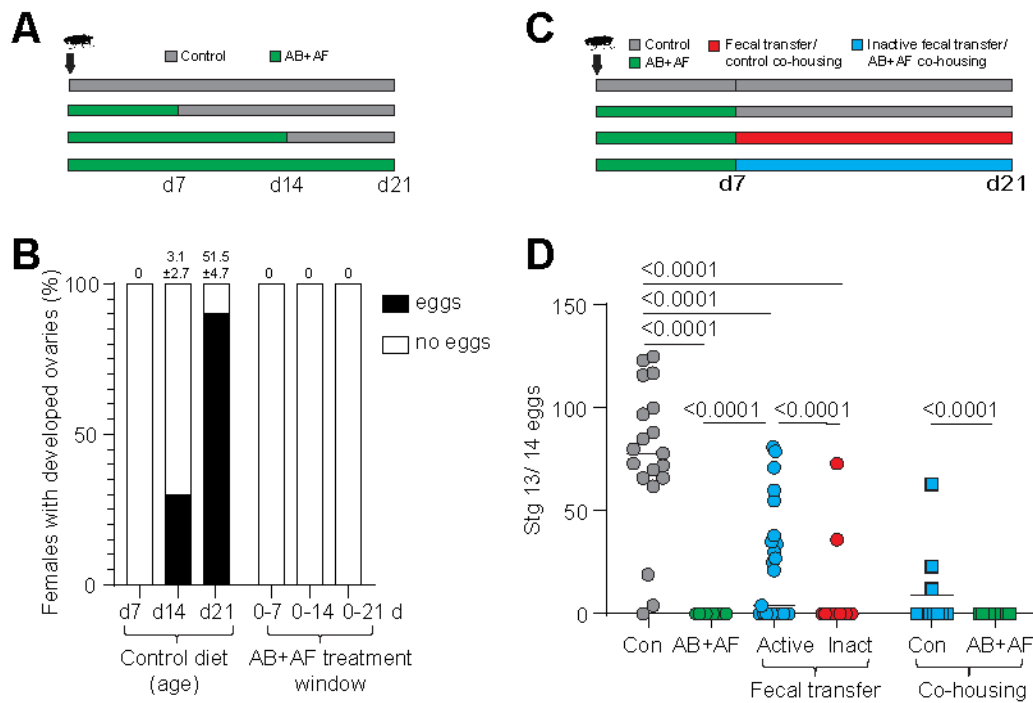 A
Control AB+AF
d7 d14 d21
C
Control Fecal transfer/ Inactive fecal transfer/
AB+AF control co-housing AB+AF co-housing
d7 d21
B
Females with developed ovaries (%)
100
50
0
0 3.1 51.5 0 0 0
±2.7 ±4.7
eggs
no eggs
d7 d14 d21 0-7 0-14 0-21 d
Control diet AB+AF treatment
(age) window
D
Stg 13/ 14 eggs
150
100
50
0
<0.0001
<0.0001
<0.0001
<0.0001 <0.0001 <0.0001
Con AB+AF Active Inact Con AB+AF
Fecal transfer Co-housing